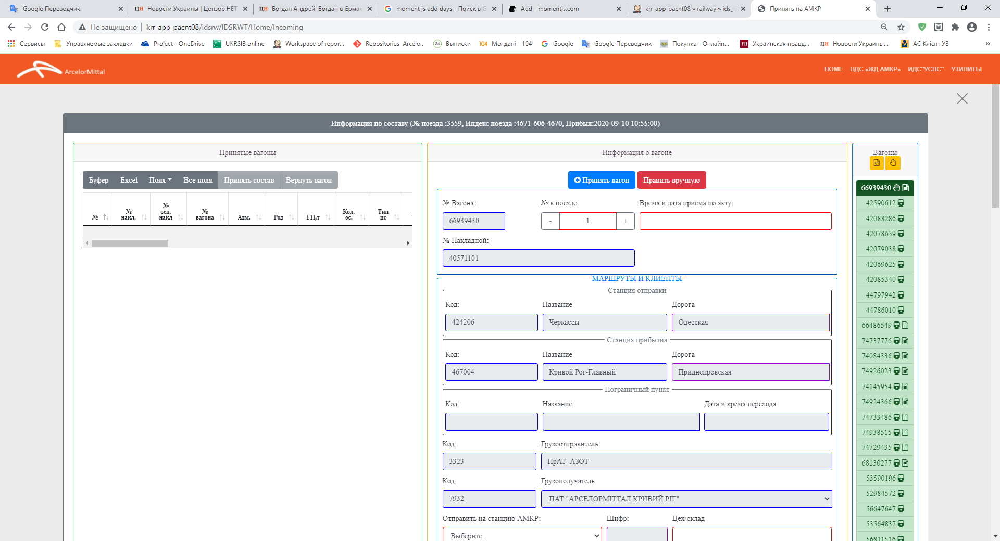 Google Переводчик
ЦН Новости Украины | Цензор.НЕТ
ЦН Богдан Андрей: Богдан о Ермак
moment js add days - Поиск в G
Add - momentjs.com
krr-app-pacnt08 » railway » ids_r
Принять на АМКР
Не защищено | krr-app-pacnt08/idsrw/IDSRWT/Home/Incoming
Сервисы
Управляемые закладки
Project - OneDrive
UKRSIB online
Workspace of repor...
Repositories Arcelo...
24 Выписки
104 Мої дані - 104
Google
Google Переводчик
Покупка - Онлайн...
УП Украинская правд...
ЦН Новости Украины...
АС Клієнт УЗ
»
ArcelorMittal
HOME ВДС «ЖД АМКР» ИДС"УСПС" УТИЛИТЫ
Информация по составу (№ поезда :3559, Индекс поезда :4671-606-4670, Прибыл:2020-09-10 10:55:00)
Принятые вагоны
Буфер Excel Поля Все поля Принять состав Вернуть вагон
№
№ накл.
№ осн. накл
№ вагона
Адм.
Род
ГП,т
Кол. ос.
Тип цс
Информация о вагоне
Принять вагон Править вручную
№ Вагона: № в поезде: Время и дата приема по акту:
66939430 - 1 +
№ Накладной:
40571101
МАРШРУТЫ И КЛИЕНТЫ
Станция отправки
Код: Название Дорога
424206 Черкассы Одесская
Станция прибытия
Код: Название Дорога
467004 Кривой Рог-Главный Приднепровская
Пограничный пункт
Код: Название Дата и время перехода
Код: Грузоотправитель
3323 ПрАТ АЗОТ
Код: Грузополучатель
7932 ПАТ "АРСЕЛОРМІТТАЛ КРИВИЙ РІГ"
Отправить на станцию АМКР: Шифр: Цех\склад
Выберите...
Вагоны
66939430
42590612
42088286
42078659
42079038
42069625
42085340
44797942
44786010
66486549
74737776
74084336
74926023
74145954
74924366
74733486
74938515
74729435
68130277
53590196
52984572
56647647
53564837
56811516